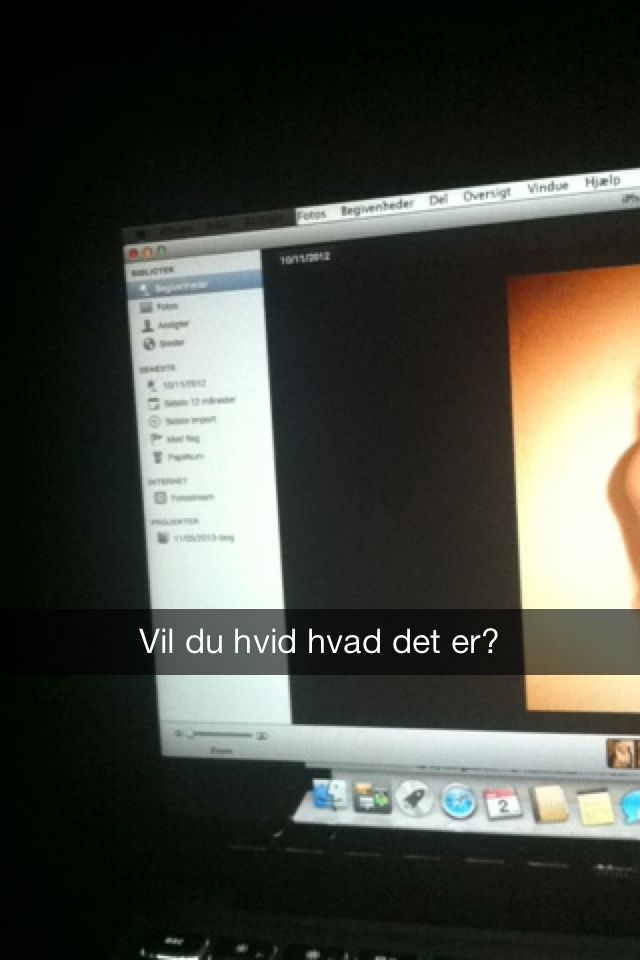 Fotos Begivenheder Del Oversigt Vindue Hjælp
10/11/2012
BIBLIOTEK
Begivenheder
Fotos
Ansigter
Steder
SENESTE
10/11/2012
Sidste 12 måneder
Sidste import
Med flag
Papirkurv
INTERNET
Fotostream
PROJEKTER
11/05/2013-bog
Vil du hvid hvad det er?
Zoom
2
esc